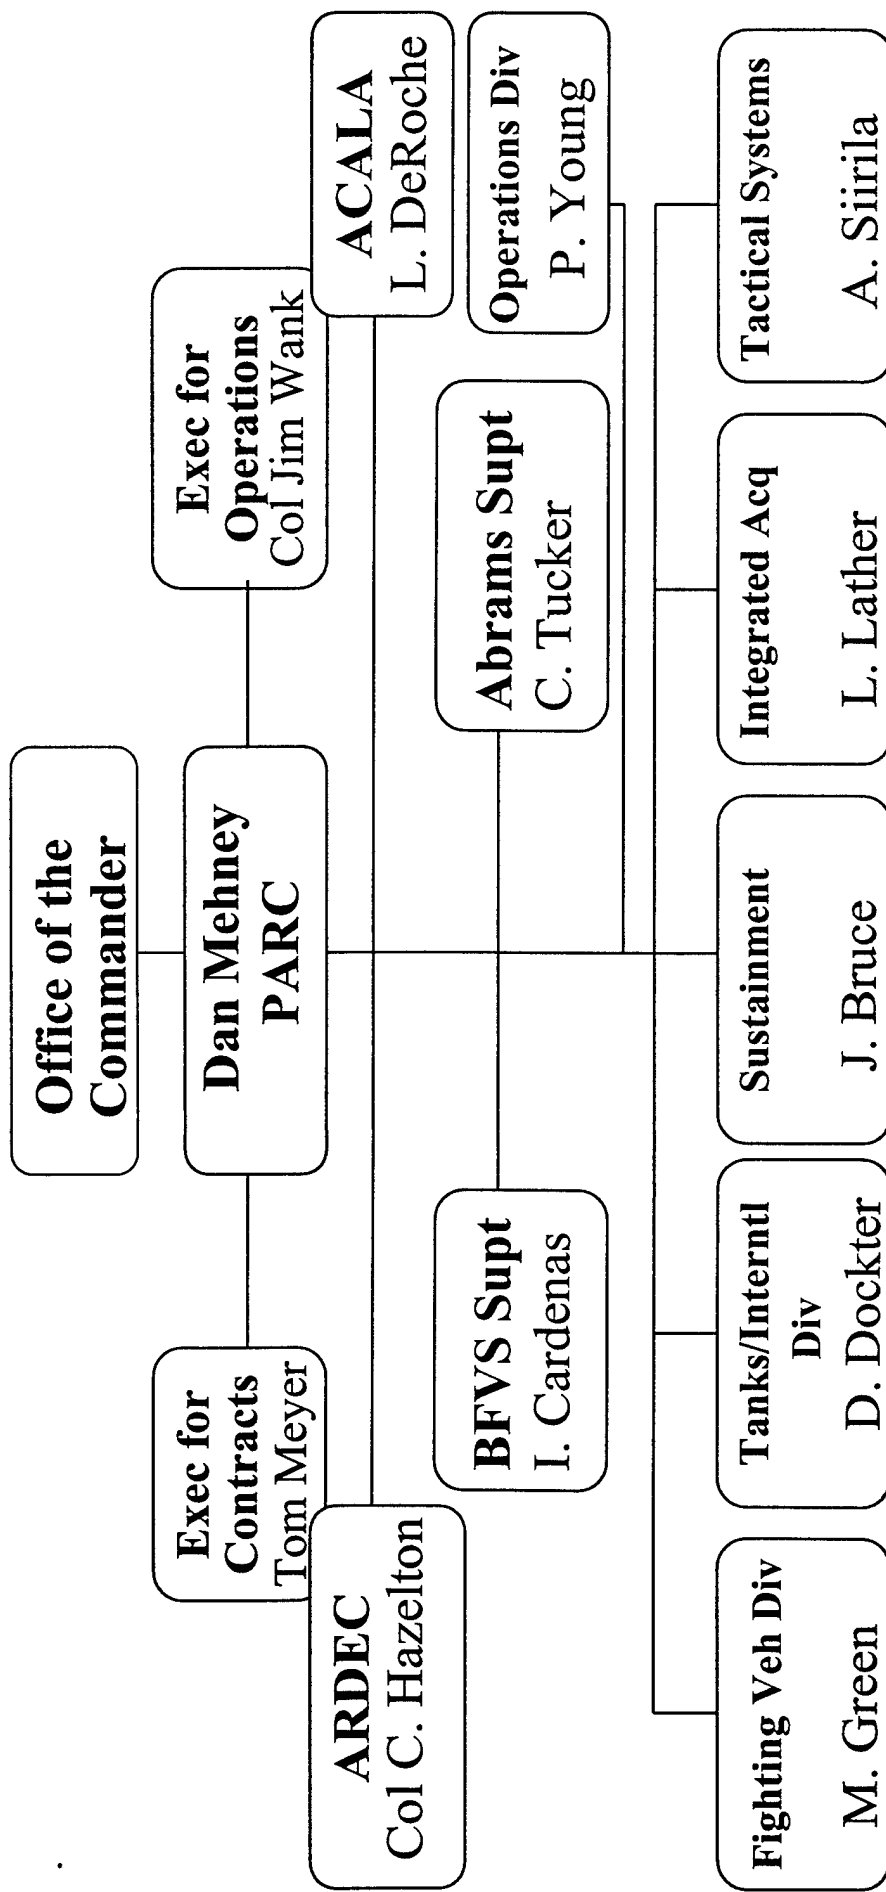 Office of the
Commander
Exec for
Contracts
Tom Meyer
Dan Mehney
PARC
Exec for
Operations
Col Jim Wank
ARDEC
Col C. Hazelton
ACALA
L. DeRoche
BFVS Supt
I. Cardenas
Abrams Supt
C. Tucker
Operations Div
P. Young
Fighting Veh Div
M. Green
Tanks/Interntl
Div
D. Dockter
Sustainment
J. Bruce
Integrated Acq
L. Lather
Tactical Systems
A. Siirila